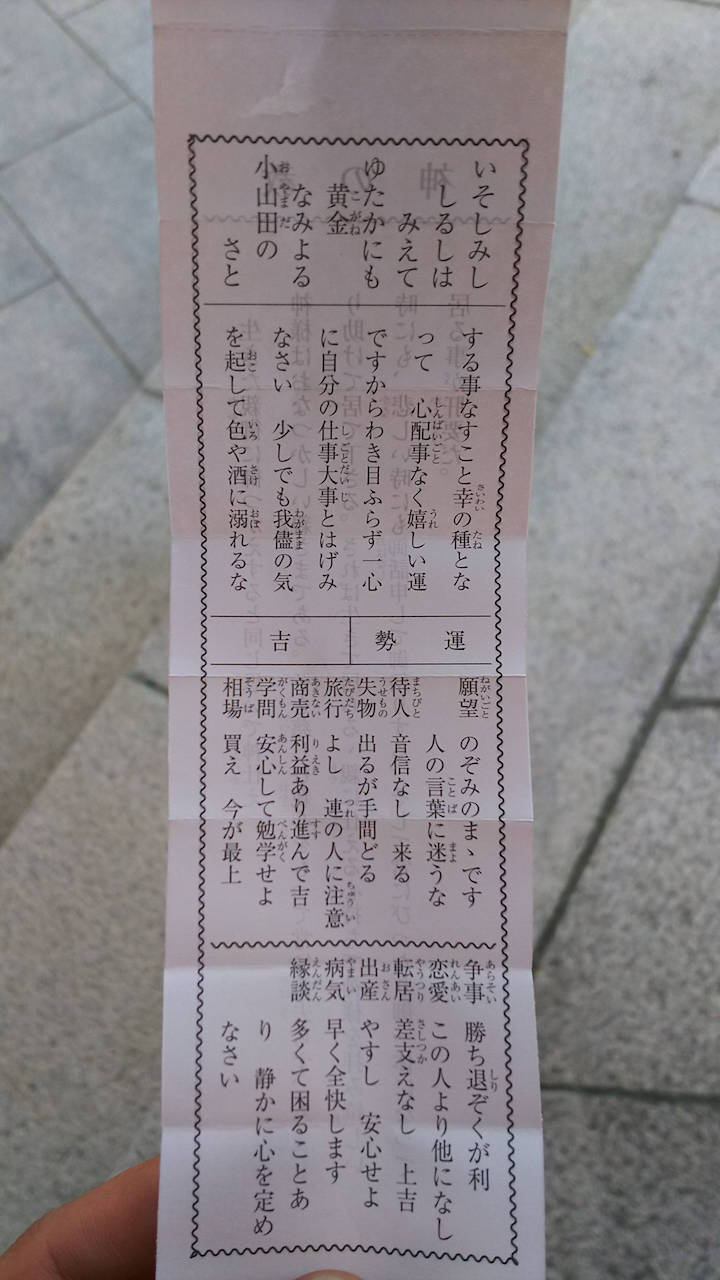 いそしみし
しるしは
みえて
ゆたかにも
黄金
なみよる
小山田の
さと
する事なすこと幸の種とな
って 心配事なく嬉しい運
ですからわき目ふらず一心
に自分の仕事大事とはげみ
なさい 少しでも我儘の気
を起して色や酒に溺れるな
運勢 吉
願望 のぞみのまゝです
人の言葉に迷うな
待人 音信なし 来る
失物 出るが手間どる
旅行 よし 連の人に注意
商売 利益あり進んで吉
学問 安心して勉学せよ
相場 買え 今が最上
争事 勝ち退ぞくが利
恋愛 この人より他になし
転居 差支えなし 上吉
出産 やすし 安心せよ
病気 早く全快します
縁談 多くて困ることあ
り 静かに心を定め
なさい